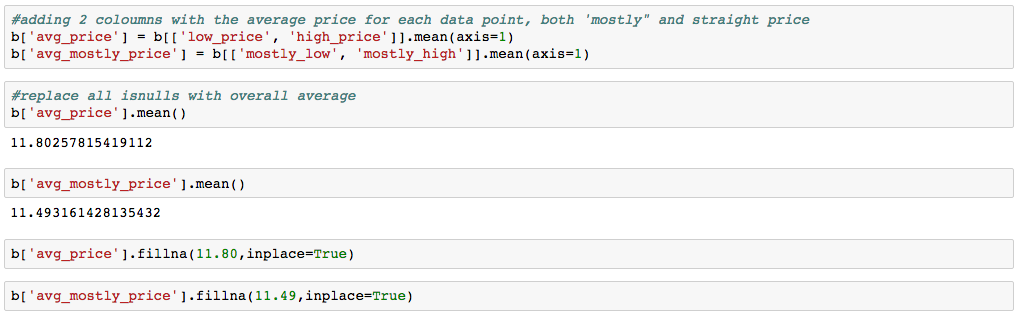 #adding 2 coloumns with the average price for each data point, both 'mostly" and straight price
b['avg_price'] = b[['low_price', 'high_price']].mean(axis=1)
b['avg_mostly_price'] = b[['mostly_low', 'mostly_high']].mean(axis=1)
#replace all isnulls with overall average
b['avg_price'].mean()
11.80257815419112
b['avg_mostly_price'].mean()
11.493161428135432
b['avg_price'].fillna(11.80,inplace=True)
b['avg_mostly_price'].fillna(11.49,inplace=True)